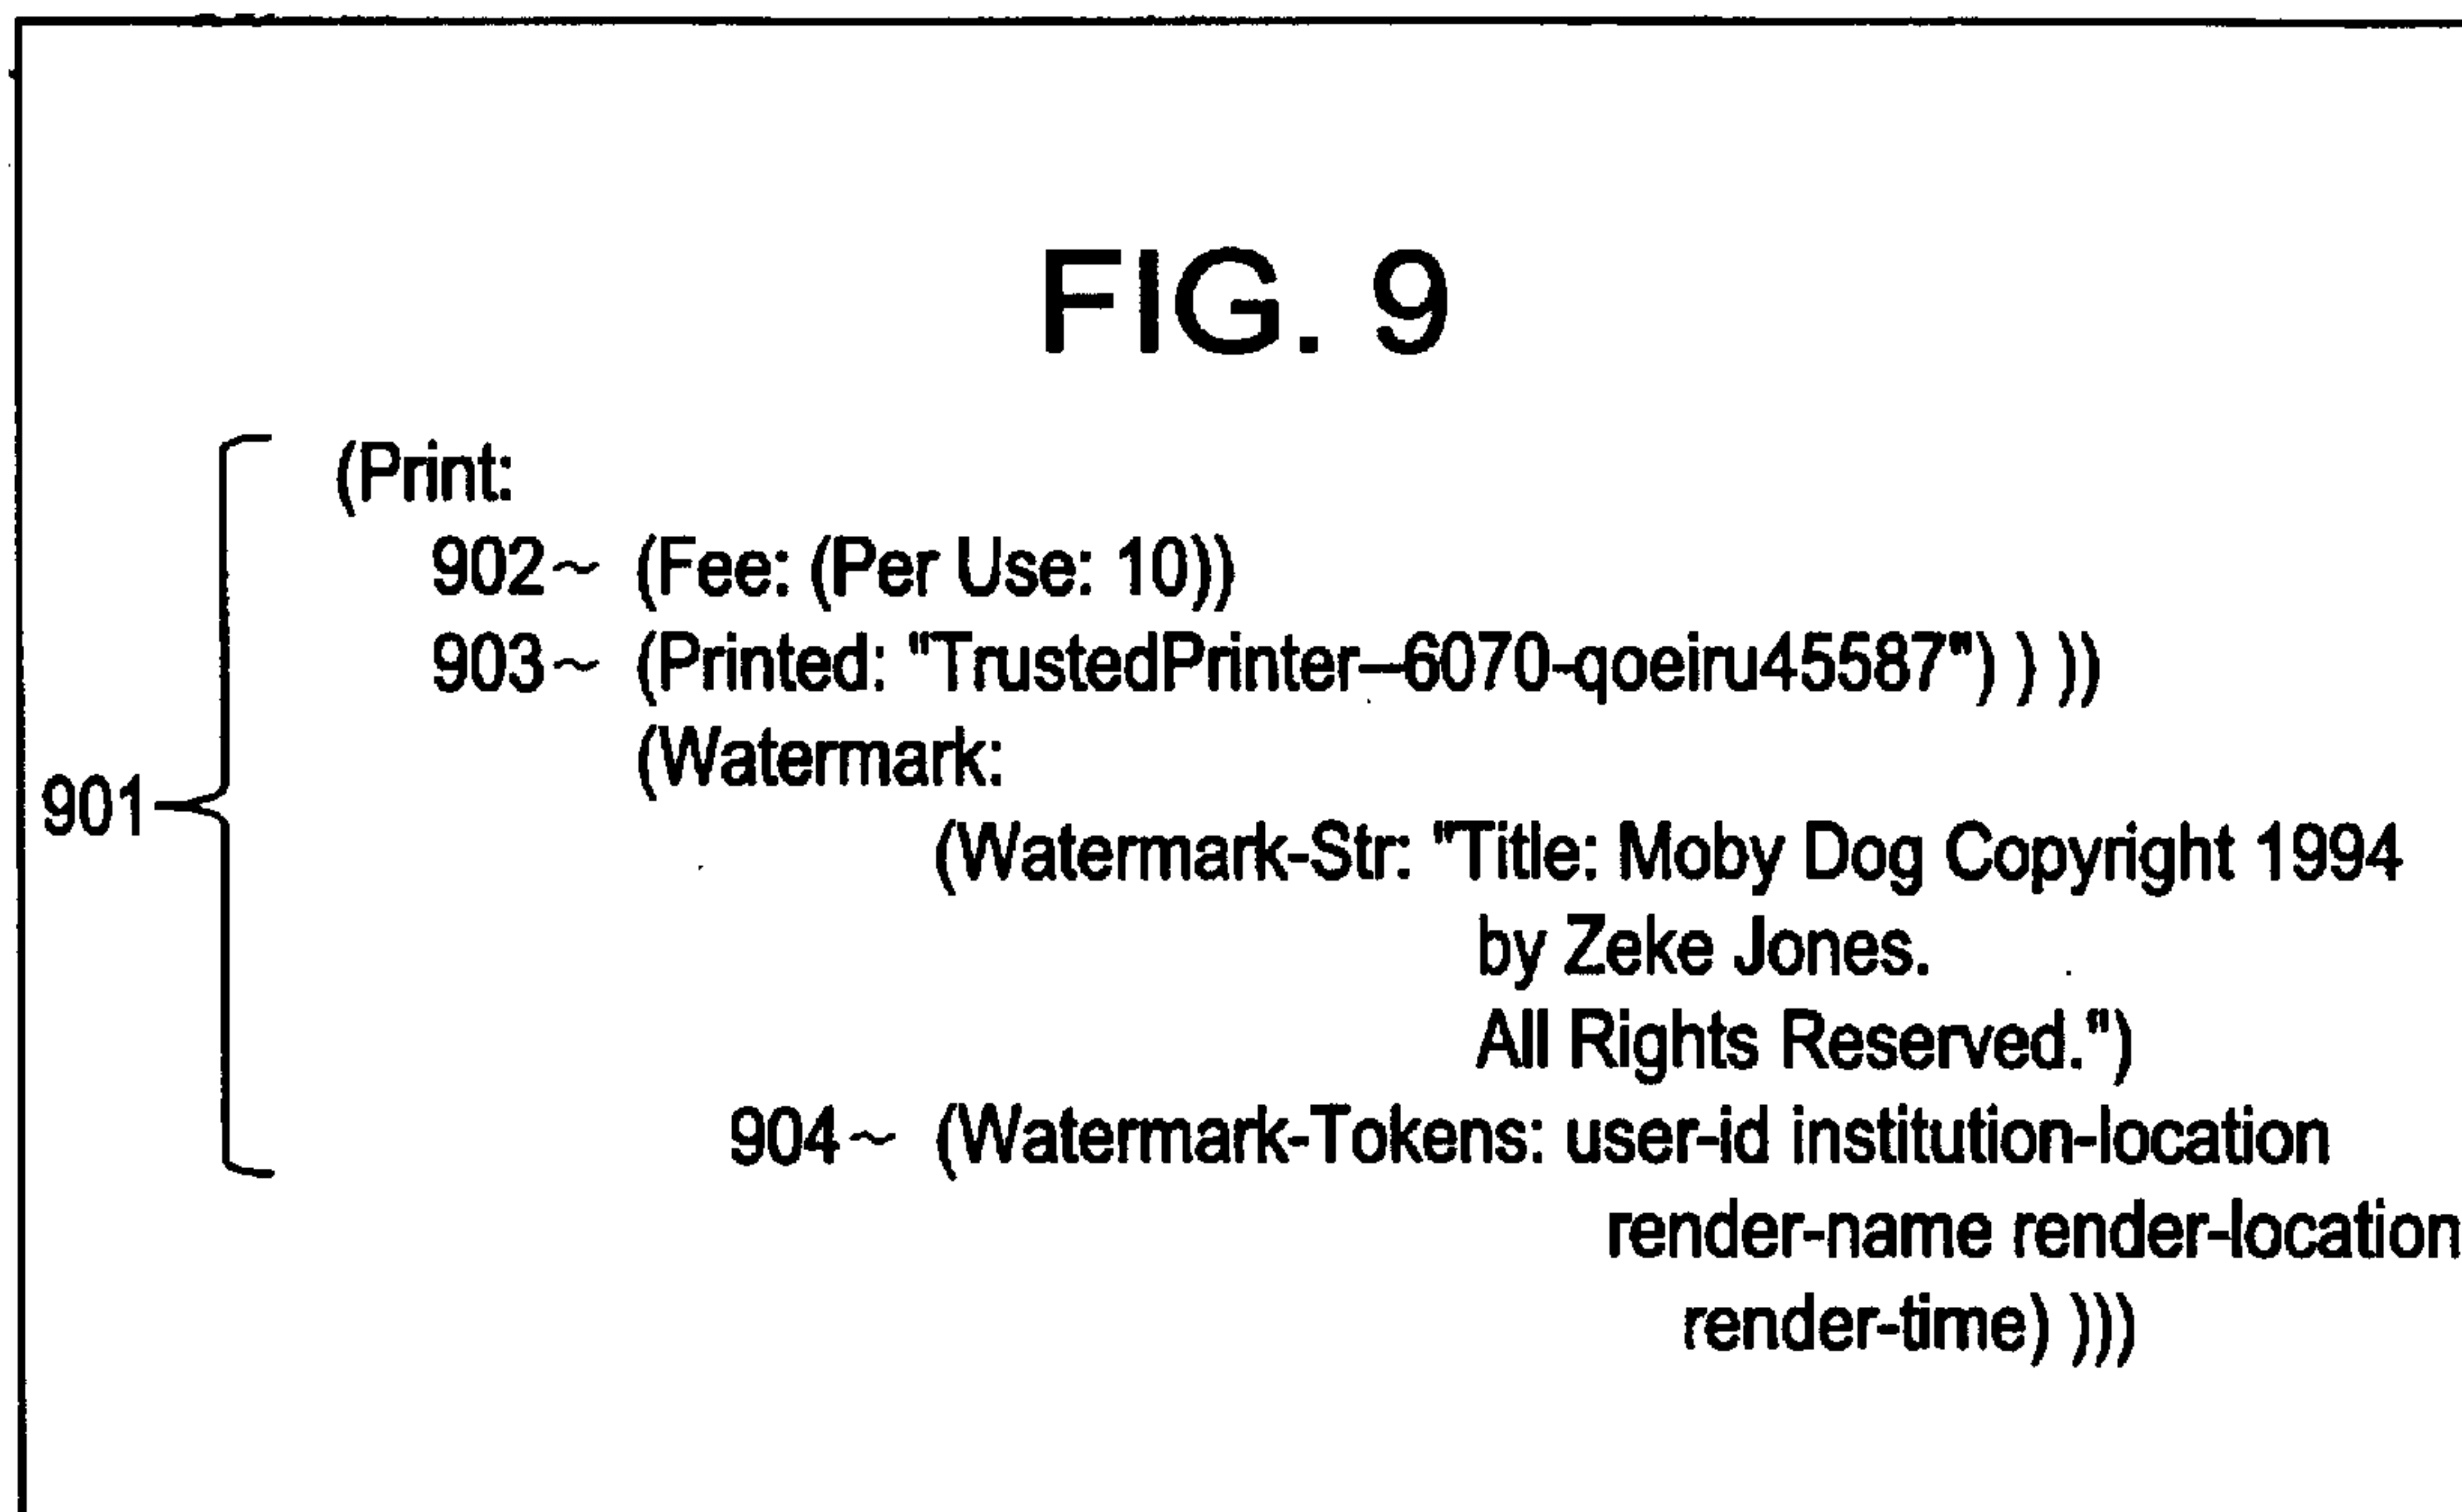 FIG. 9
(Print:
902~ (Fee: (Per Use: 10))
903~ (Printed: "TrustedPrinter–6070-qoeiru45587") ) ))
(Watermark:
901
(Watermark-Str: "Title: Moby Dog Copyright 1994
by Zeke Jones.
All Rights Reserved.")
904~ (Watermark-Tokens: user-id institution-location
render-name render-location
render-time) )))